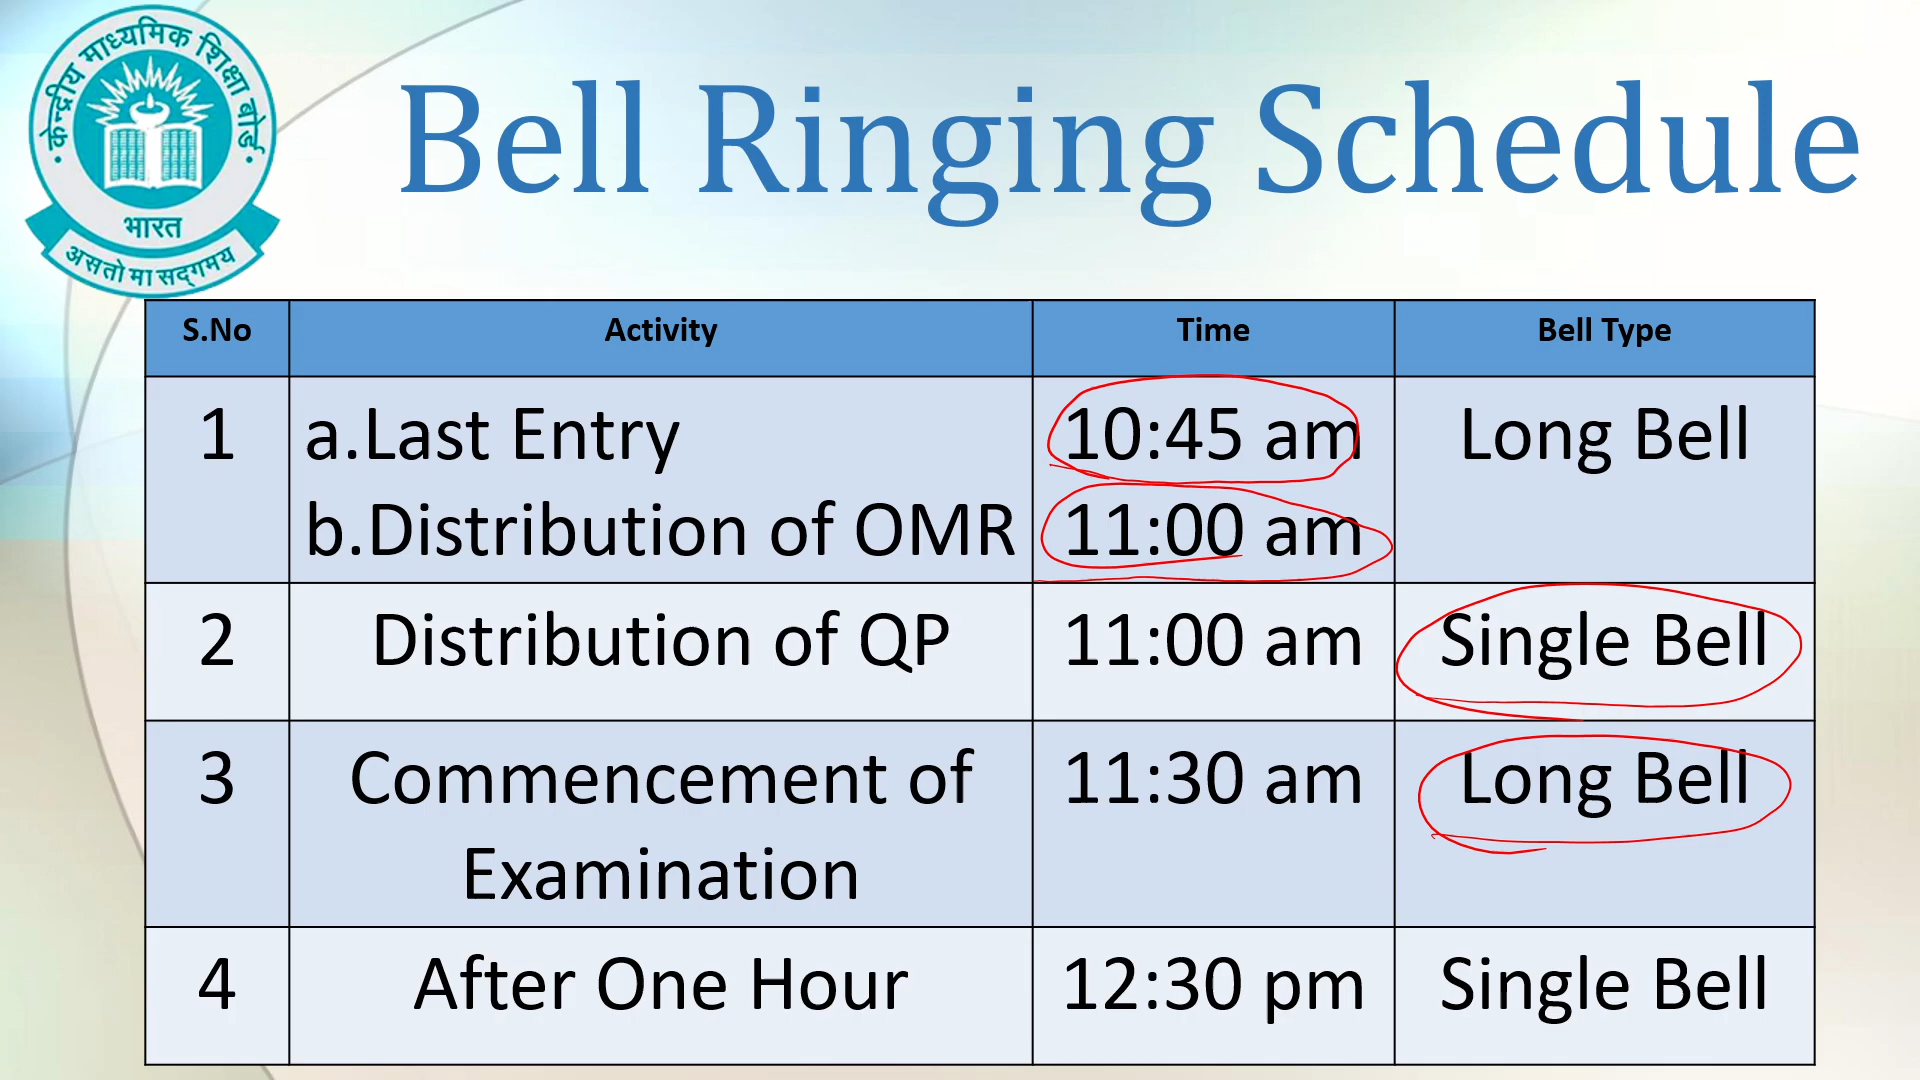 केन्द्रीय माध्यमिक शिक्षा बोर्ड
भारत
असतो मा सद्गमय
Bell Ringing Schedule
S.No Activity Time Bell Type
1 a.Last Entry 10:45 am Long Bell
b.Distribution of OMR 11:00 am
2 Distribution of QP 11:00 am Single Bell
3 Commencement of 11:30 am Long Bell
Examination
4 After One Hour 12:30 pm Single Bell